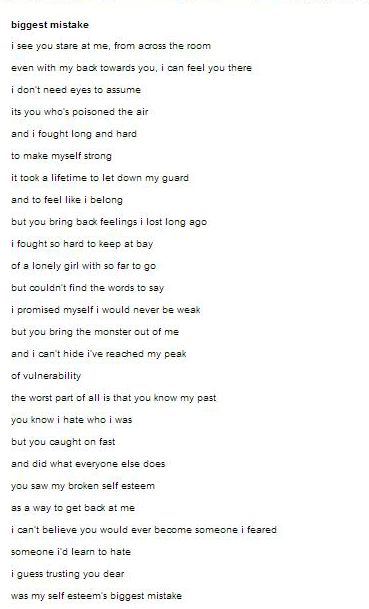 biggest mistake
i see you stare at me, from across the room
even with my back towards you, i can feel you there
i don't need eyes to assume
its you who's poisoned the air
and i fought long and hard
to make myself strong
it took a lifetime to let down my guard
and to feel like i belong
but you bring back feelings i lost long ago
i fought so hard to keep at bay
of a lonely girl with so far to go
but couldn't find the words to say
i promised myself i would never be weak
but you bring the monster out of me
and i can't hide i've reached my peak
of vulnerability
the worst part of all is that you know my past
you know i hate who i was
but you caught on fast
and did what everyone else does
you saw my broken self esteem
as a way to get back at me
i can't believe you would ever become someone i feared
someone i'd learn to hate
i guess trusting you dear
was my self esteem's biggest mistake